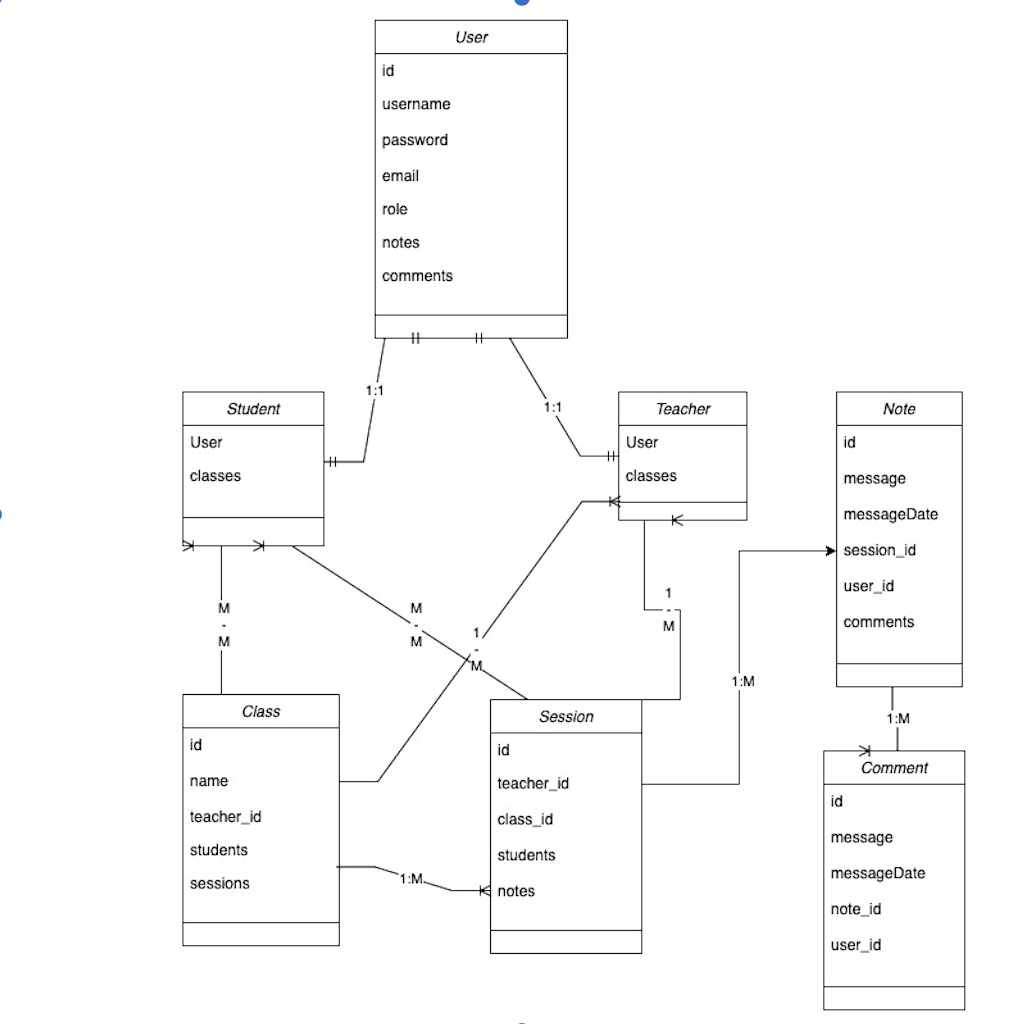 User
id
username
password
email
role
notes
comments
1:1
1:1
Student
User
classes
Teacher
User
classes
Note
id
message
messageDate
session_id
user_id
comments
M
-
M
M
-
M
1
-
M
1
-
M
1:M
1:M
Class
id
name
teacher_id
students
sessions
1:M
Session
id
teacher_id
class_id
students
notes
Comment
id
message
messageDate
note_id
user_id